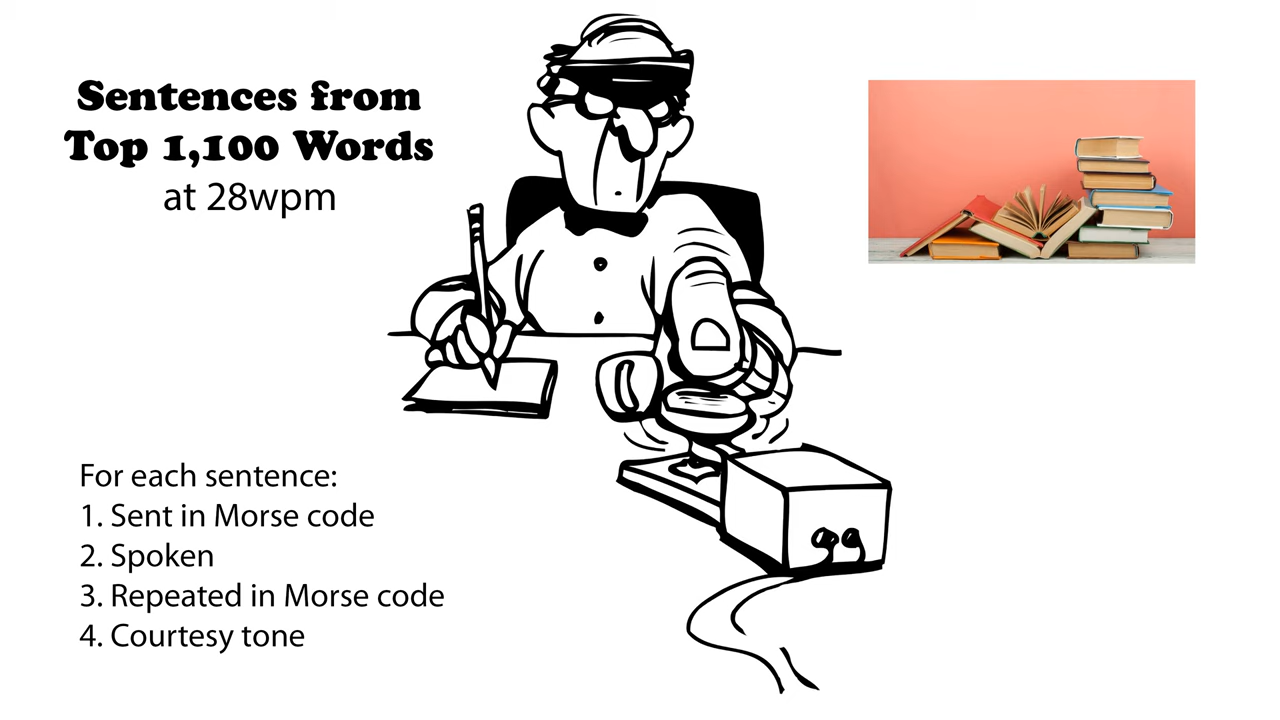 Sentences from
Top 1,100 Words
at 28wpm
For each sentence:
1. Sent in Morse code
2. Spoken
3. Repeated in Morse code
4. Courtesy tone